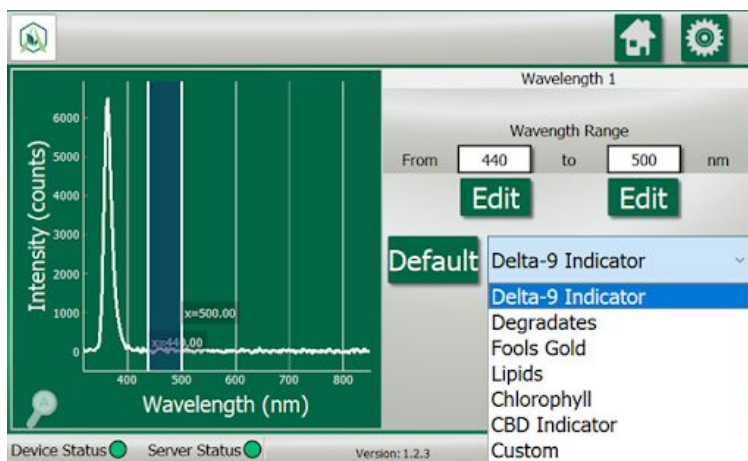 Wavelength 1
Wavength Range
From 440 to 500 nm
Edit Edit
Default Delta-9 Indicator
Delta-9 Indicator
Degradates
Fools Gold
Lipids
Chlorophyll
CBD Indicator
Custom
Intensity (counts)
6000
5000
4000
3000
2000
1000
0
x=500.00
x=440.00
400 500 600 700 800
Wavelength (nm)
A
Device Status Server Status Version: 1.2.3